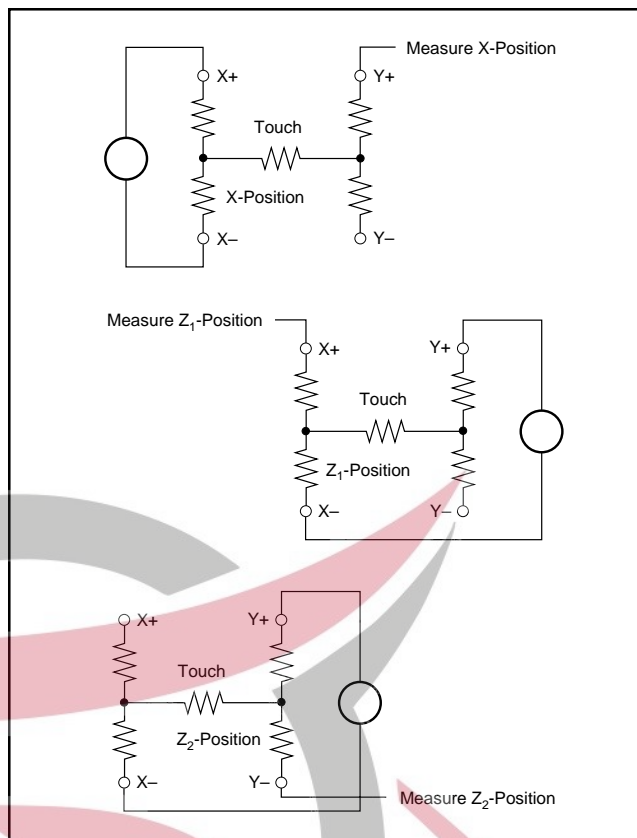 Measure X-Position
X+ Y+
Touch
X-Position
X– Y–
Measure Z₁-Position
X+ Y+
Touch
Z₁-Position
X– Y–
X+ Y+
Touch
Z₂-Position
X– Y–
Measure Z₂-Position